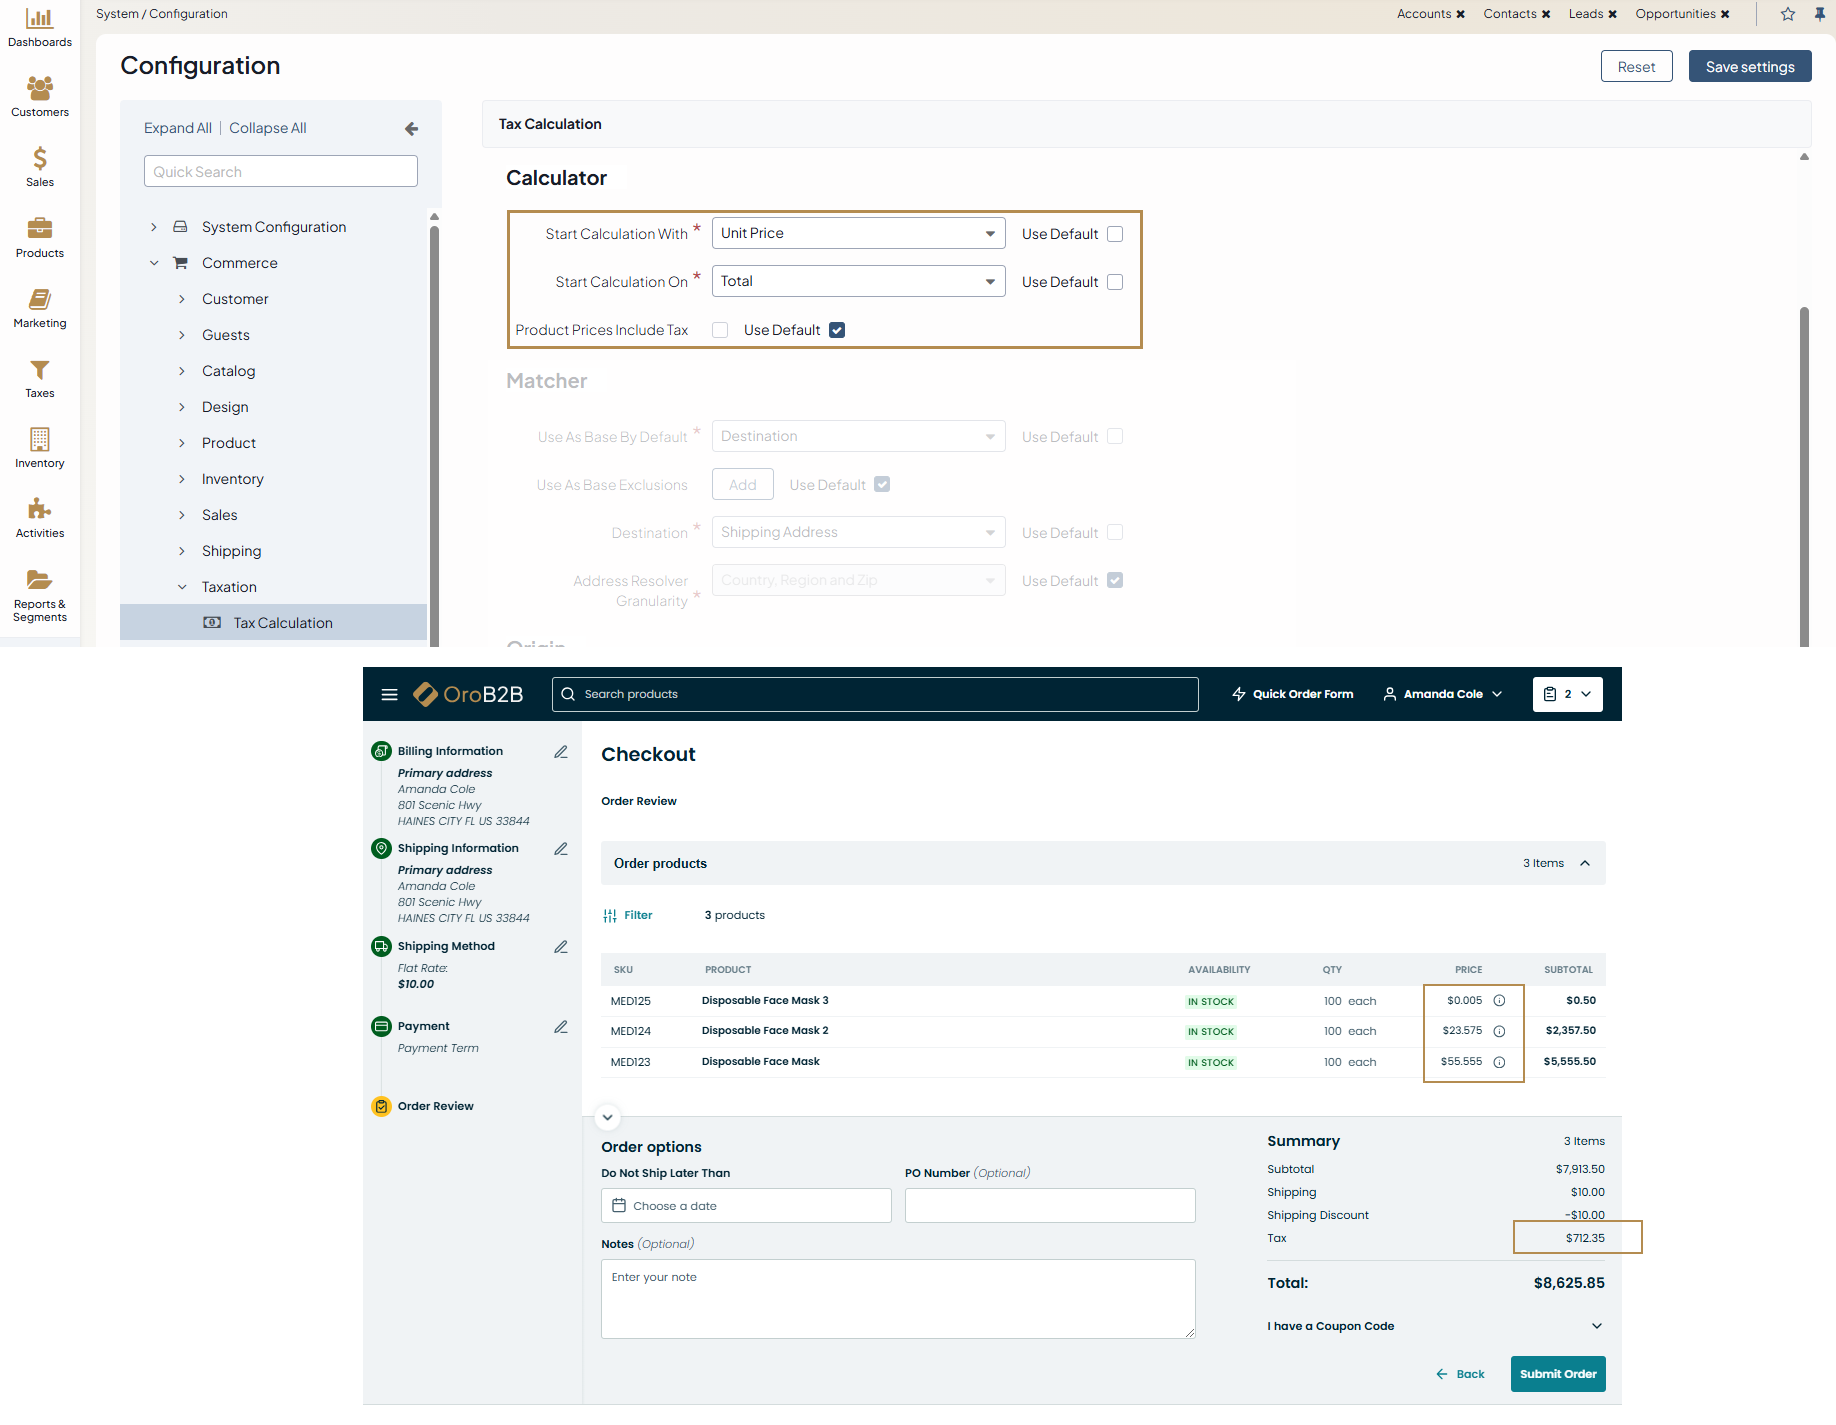 System / Configuration
Accounts ✖ Contacts ✖ Leads ✖ Opportunities ✖
Dashboards
Customers
Sales
Products
Marketing
Taxes
Inventory
Activities
Reports &
Segments
Configuration
Reset
Save settings
Expand All | Collapse All
Quick Search
System Configuration
Commerce
Customer
Guests
Catalog
Design
Product
Inventory
Sales
Shipping
Taxation
Tax Calculation
Tax Calculation
Calculator
Start Calculation With * Unit Price Use Default
Start Calculation On * Total Use Default
Product Prices Include Tax Use Default
Matcher
Use As Base By Default * Destination Use Default
Use As Base Exclusions Add Use Default
Destination * Shipping Address Use Default
Address Resolver
Granularity * Country, Region and Zip Use Default
Origin
OroB2B
Search products
Quick Order Form
Amanda Cole
2
Billing Information
Primary address
Amanda Cole
801 Scenic Hwy
HAINES CITY FL US 33844
Shipping Information
Primary address
Amanda Cole
801 Scenic Hwy
HAINES CITY FL US 33844
Shipping Method
Flat Rate:
$10.00
Payment
Payment Term
Order Review
Checkout
Order Review
Order products 3 Items
Filter 3 products
SKU PRODUCT AVAILABILITY QTY PRICE SUBTOTAL
MED125 Disposable Face Mask 3 IN STOCK 100 each $0.005 $0.50
MED124 Disposable Face Mask 2 IN STOCK 100 each $23.575 $2,357.50
MED123 Disposable Face Mask IN STOCK 100 each $55.555 $5,555.50
Order options
Do Not Ship Later Than
Choose a date
PO Number (Optional)
Notes (Optional)
Enter your note
Summary 3 Items
Subtotal $7,913.50
Shipping $10.00
Shipping Discount -$10.00
Tax $712.35
Total: $8,625.85
I have a Coupon Code
Back
Submit Order